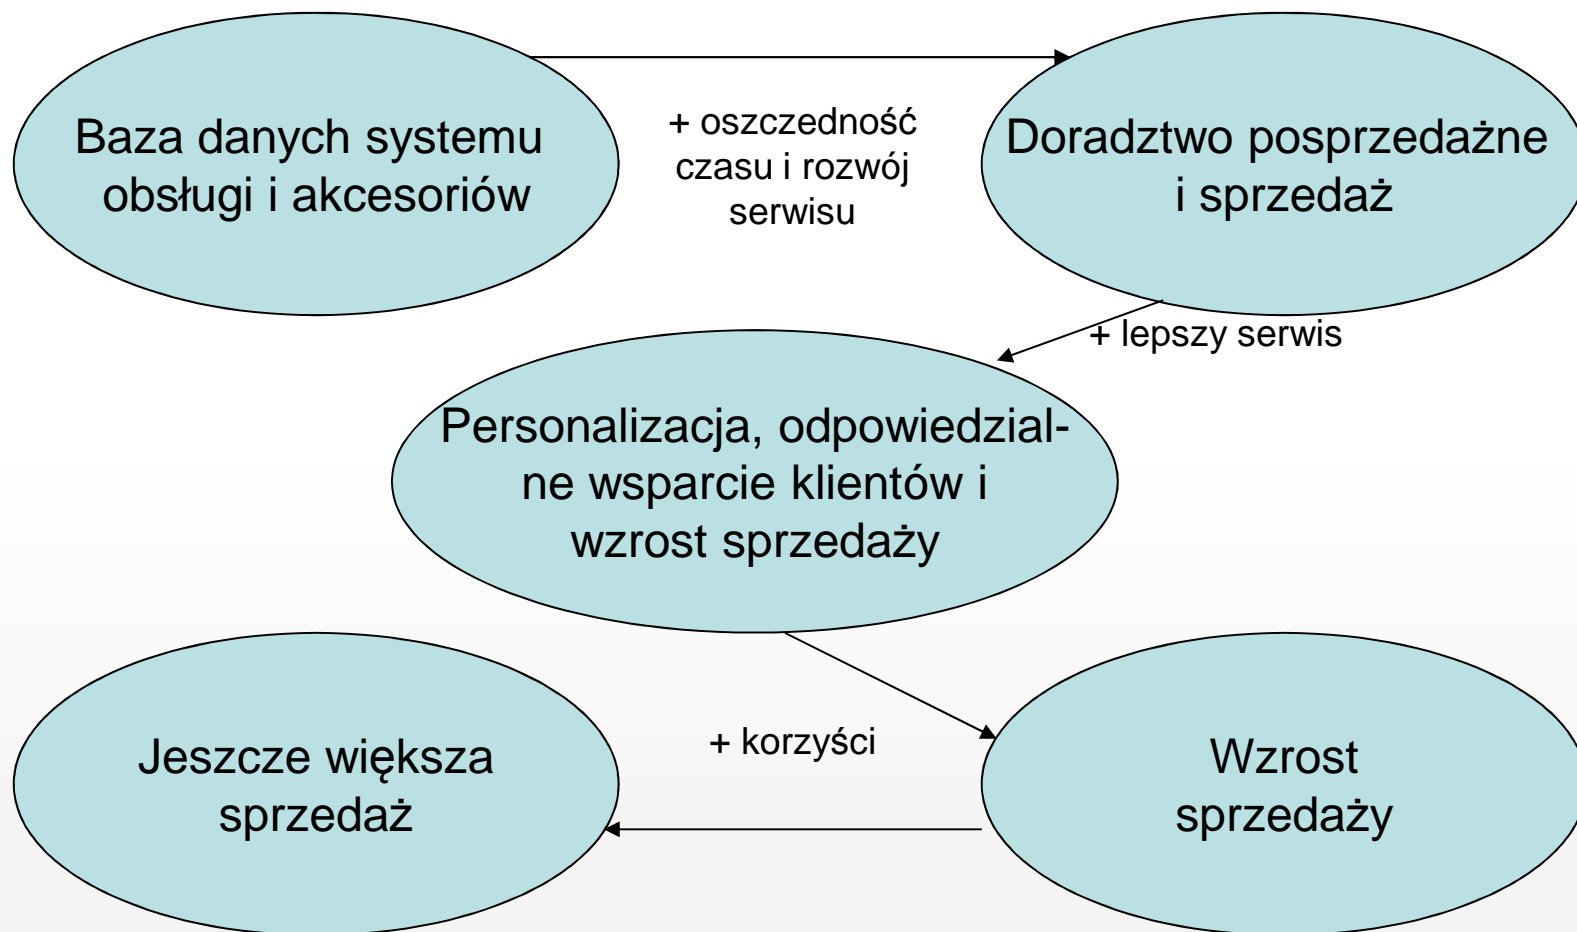 Baza danych systemu
obsługi i akcesoriów
+ oszczedność
czasu i rozwój
serwisu
Doradztwo posprzedażne
i sprzedaż
+ lepszy serwis
Personalizacja, odpowiedzial-
ne wsparcie klientów i
wzrost sprzedaży
Jeszcze większa
sprzedaż
+ korzyści
Wzrost
sprzedaży